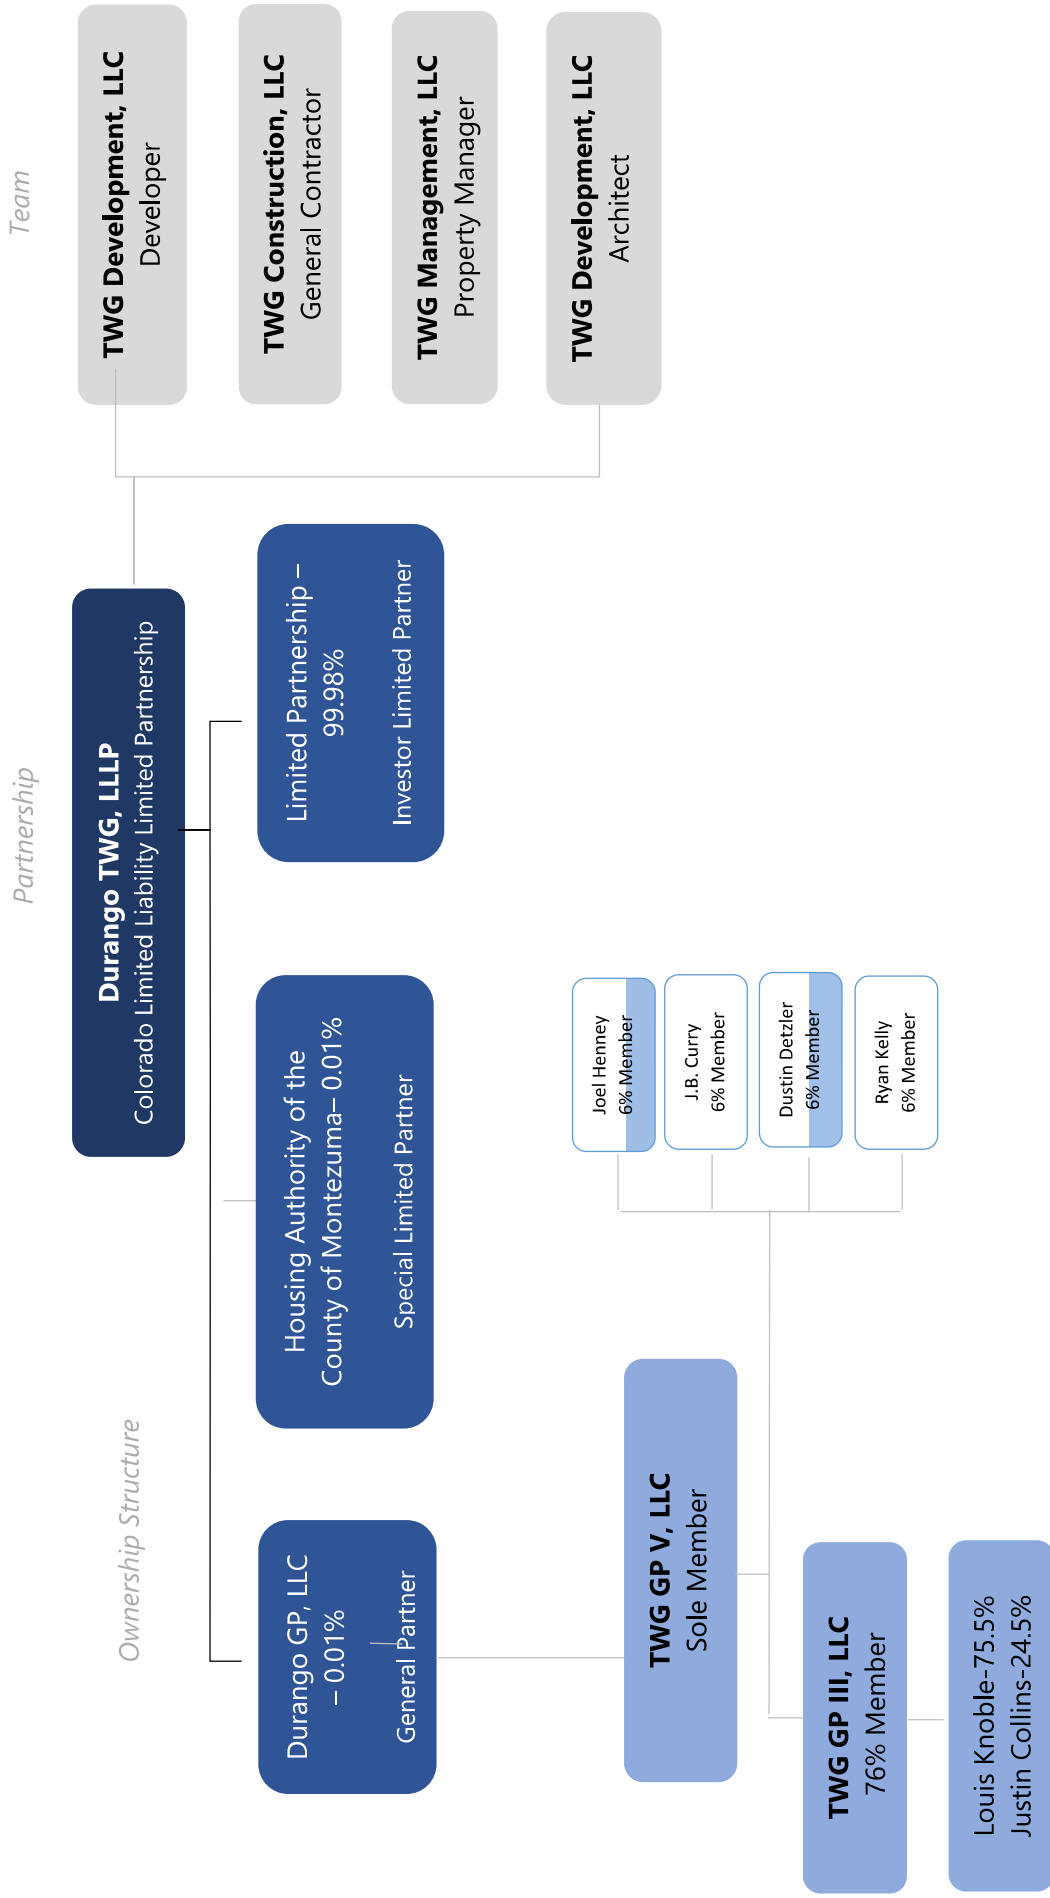 Partnership
Team
Ownership Structure
Durango TWG, LLLP
Colorado Limited Liability Limited Partnership
TWG Development, LLC
Developer
TWG Construction, LLC
General Contractor
TWG Management, LLC
Property Manager
TWG Development, LLC
Architect
Durango GP, LLC
– 0.01%
General Partner
Housing Authority of the
County of Montezuma– 0.01%
Special Limited Partner
Limited Partnership –
99.98%
Investor Limited Partner
TWG GP V, LLC
Sole Member
Joel Henney
6% Member
J.B. Curry
6% Member
Dustin Detzler
6% Member
Ryan Kelly
6% Member
TWG GP III, LLC
76% Member
Louis Knoble-75.5%
Justin Collins-24.5%